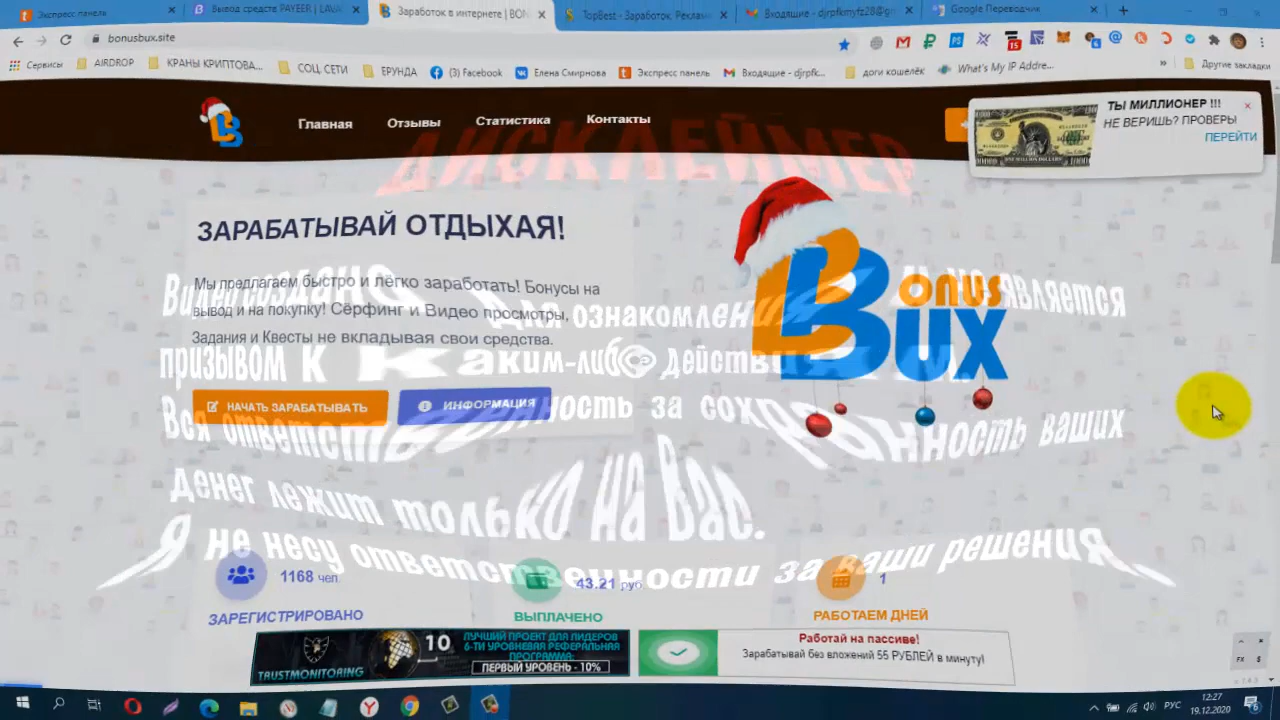 Экспресс панель
Вывод средств PAYEER | LAVA
Заработок в интернете | BON
TopBest - Заработок, Реклам
Входящие - djrpfkmyfz28@gm
Google Переводчик
bonusbux.site
15
6
Сервисы
AIRDROP
КРАНЫ КРИПТОВА...
СОЦ. СЕТИ
ЕРУНДА
(3) Facebook
Елена Смирнова
Экспресс панель
Входящие - djrpfk...
доги кошелёк
What's My IP Addre...
Другие закладки
Главная
Отзывы
Статистика
Контакты
ТЫ МИЛЛИОНЕР !!!
НЕ ВЕРИШЬ? ПРОВЕРЬ!
ПЕРЕЙТИ
ДИСКЛЕЙМЕР
ЗАРАБАТЫВАЙ ОТДЫХАЯ!
Мы предлагаем быстро и лёгко заработать! Бонусы на
вывод и на покупку! Сёрфинг и Видео просмотры,
Задания и Квесты не вкладывая свои средства.
НАЧАТЬ ЗАРАБАТЫВАТЬ
ИНФОРМАЦИЯ
BONUS
BUX
для ознакомления
является
призывом к каким-либо
Вся ответственность за сохранность ваших
денег лежит только на Вас.
Я не несу ответственности за ваши решения.
1168 чел.
ЗАРЕГИСТРИРОВАНО
43.21 руб
ВЫПЛАЧЕНО
1
РАБОТАЕМ ДНЕЙ
TRUSTMONITORING
10
ЛУЧШИЙ ПРОЕКТ ДЛЯ ЛИДЕРОВ
6-ТИ УРОВНЕВАЯ РЕФЕРАЛЬНАЯ
ПРОГРАММА:
ПЕРВЫЙ УРОВЕНЬ - 10%
Работай на пассиве!
Зарабатывай без вложений 55 РУБЛЕЙ в минуту!
РУС
12:27
19.12.2020